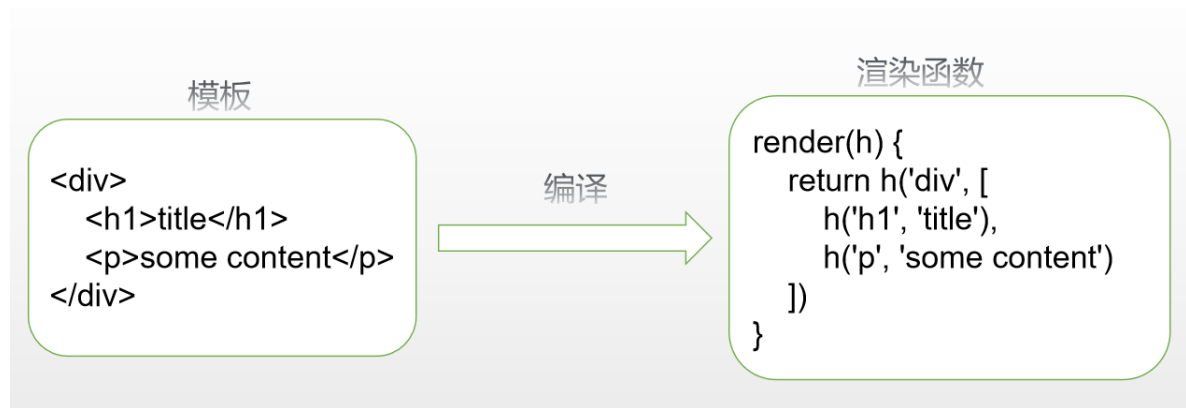 模板
<div>
<h1>title</h1>
<p>some content</p>
</div>
编译
渲染函数
render(h) {
return h('div', [
h('h1', 'title'),
h('p', 'some content')
])
}